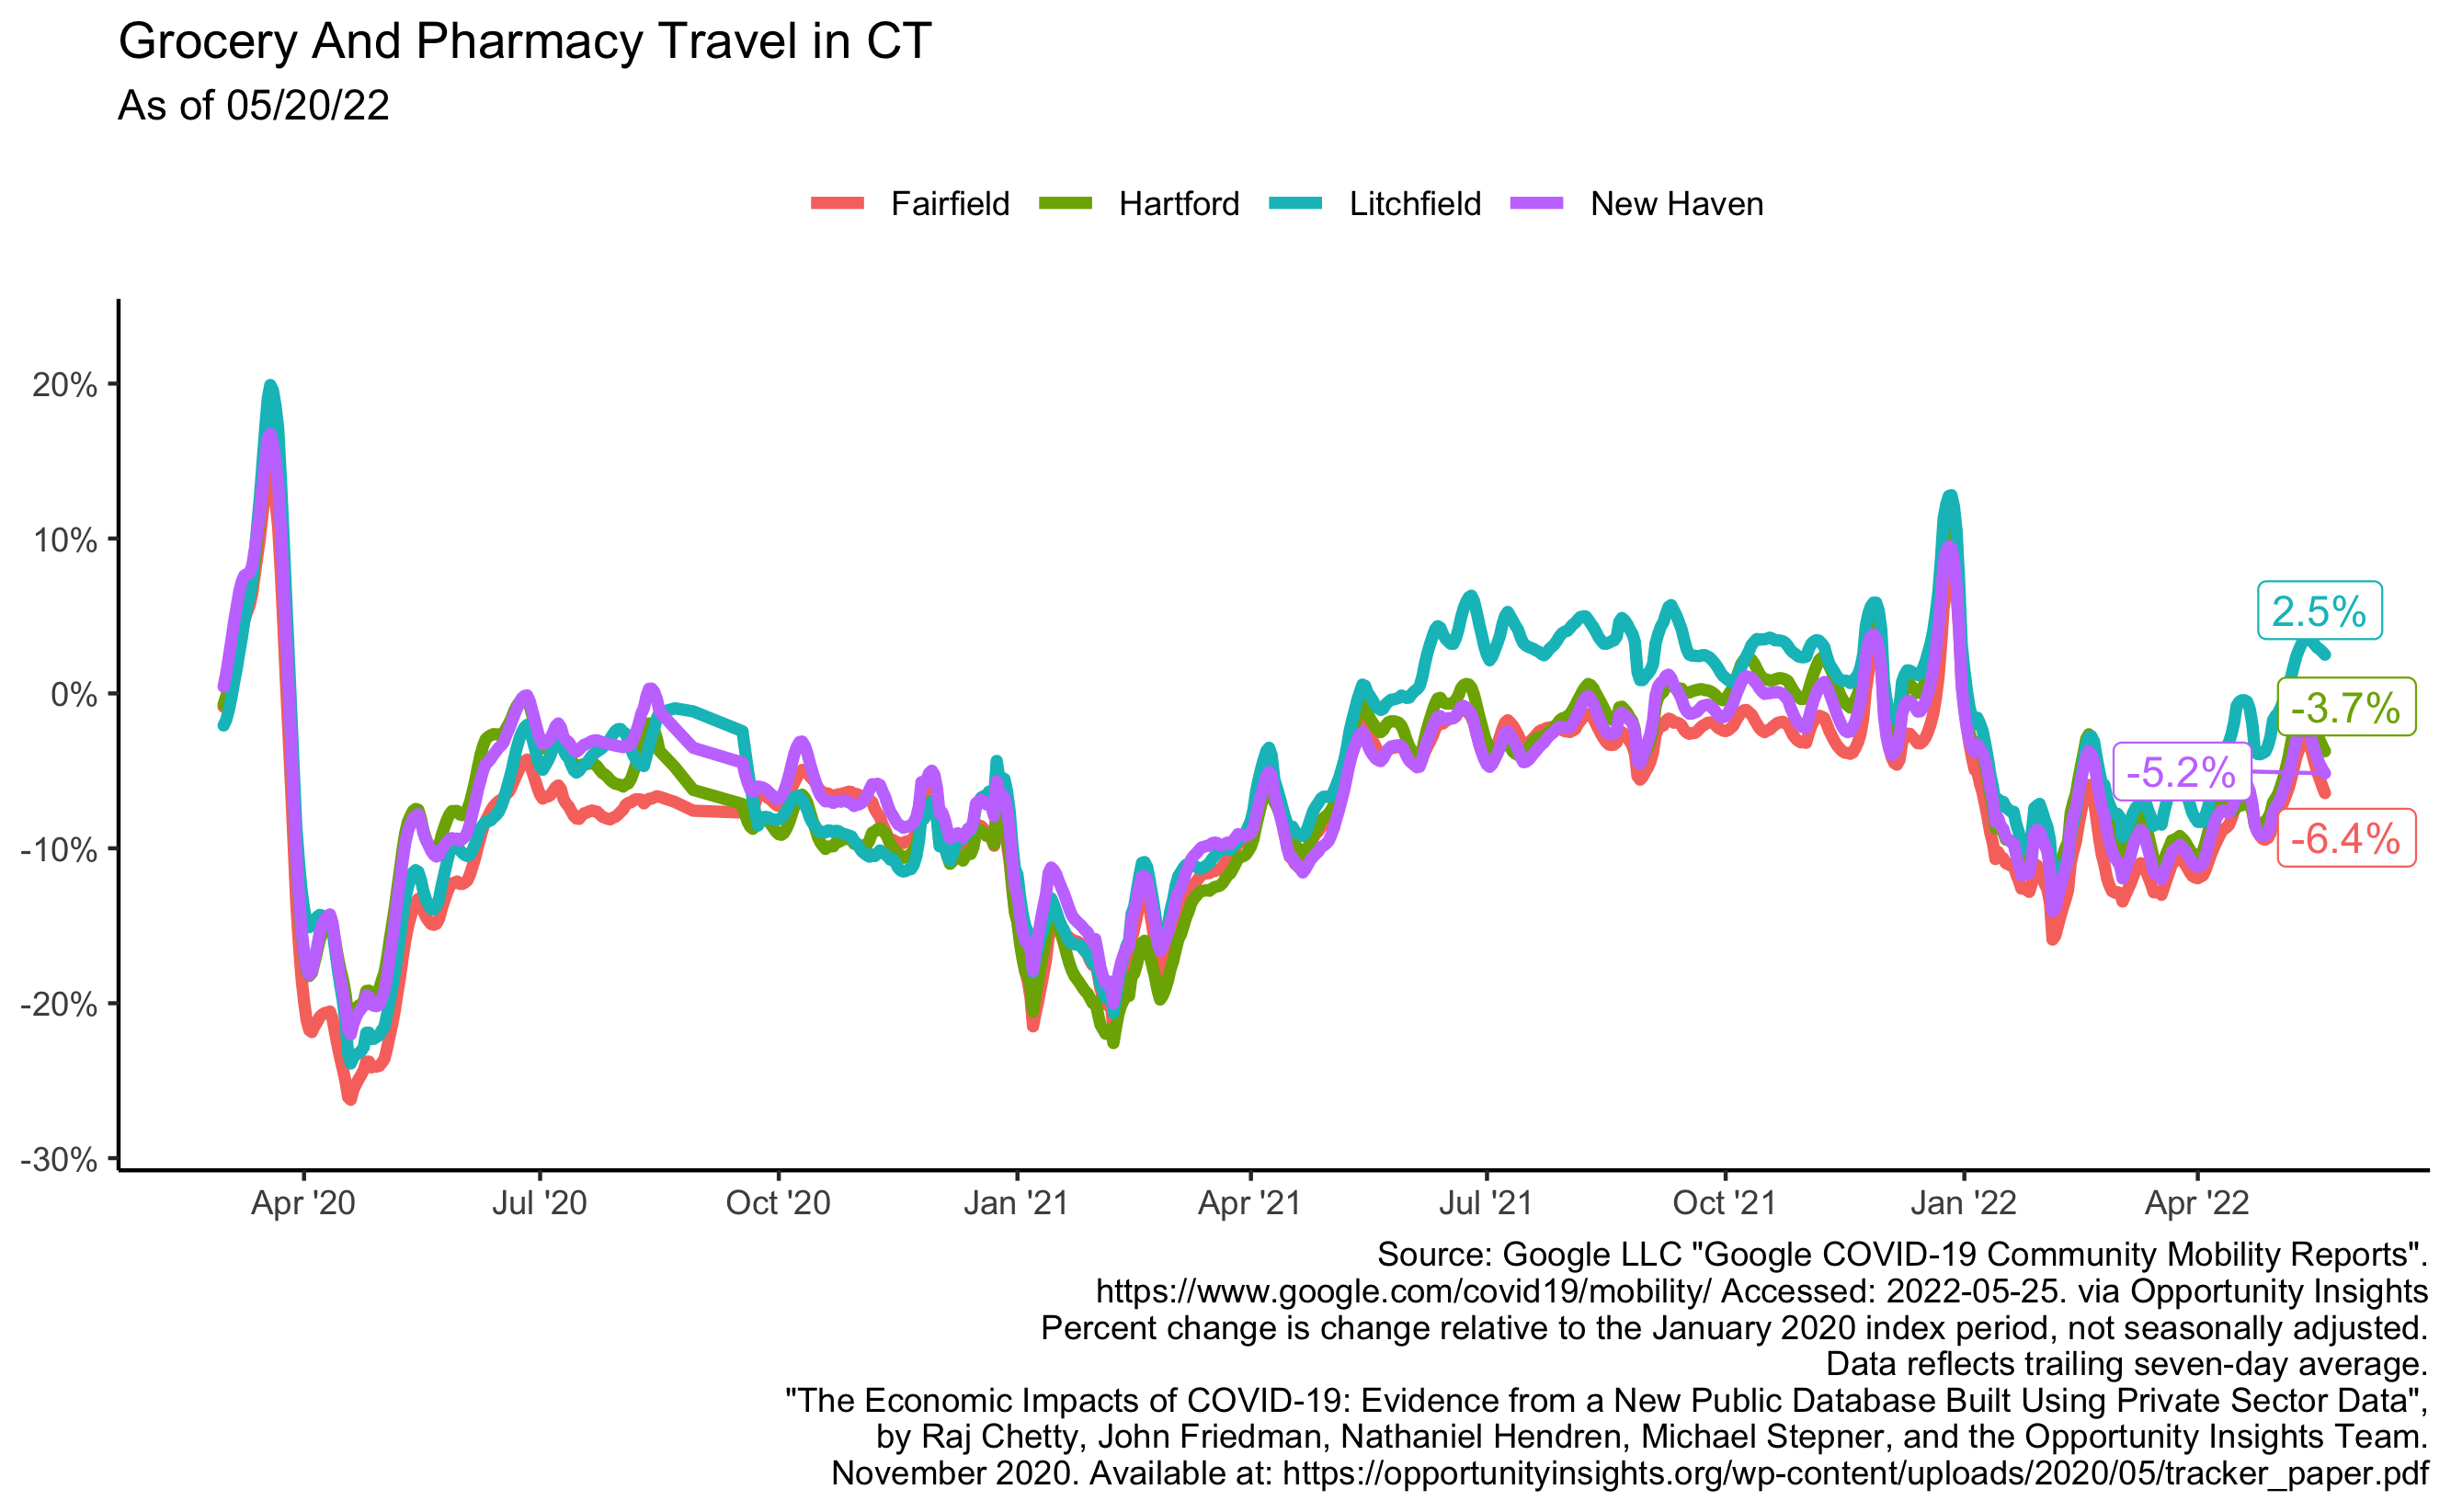 Grocery And Pharmacy Travel in CT
As of 05/20/22
Fairfield Hartford Litchfield New Haven
20%
10%
0%
-10%
-20%
-30%
2.5%
-3.7%
-5.2%
-6.4%
Apr '20 Jul '20 Oct '20 Jan '21 Apr '21 Jul '21 Oct '21 Jan '22 Apr '22
Source: Google LLC "Google COVID-19 Community Mobility Reports".
https://www.google.com/covid19/mobility/ Accessed: 2022-05-25. via Opportunity Insights
Percent change is change relative to the January 2020 index period, not seasonally adjusted.
Data reflects trailing seven-day average.
"The Economic Impacts of COVID-19: Evidence from a New Public Database Built Using Private Sector Data",
by Raj Chetty, John Friedman, Nathaniel Hendren, Michael Stepner, and the Opportunity Insights Team.
November 2020. Available at: https://opportunityinsights.org/wp-content/uploads/2020/05/tracker_paper.pdf